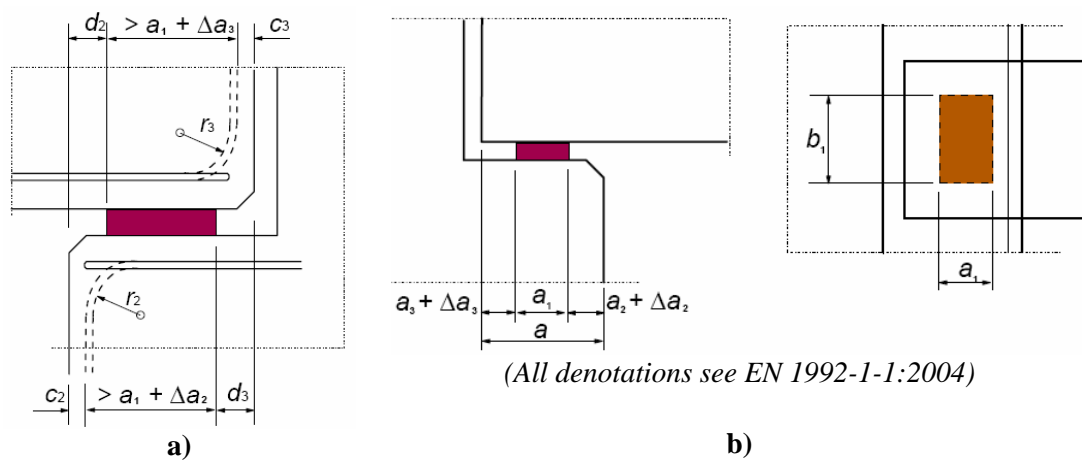 d₂ > a₁ + Δa₃ c₃
r₃
r₂
c₂ > a₁ + Δa₂ d₃
a)
a₃ + Δa₃ a₁ a₂ + Δa₂
a
b₁
a₁
(All denotations see EN 1992-1-1:2004)
b)